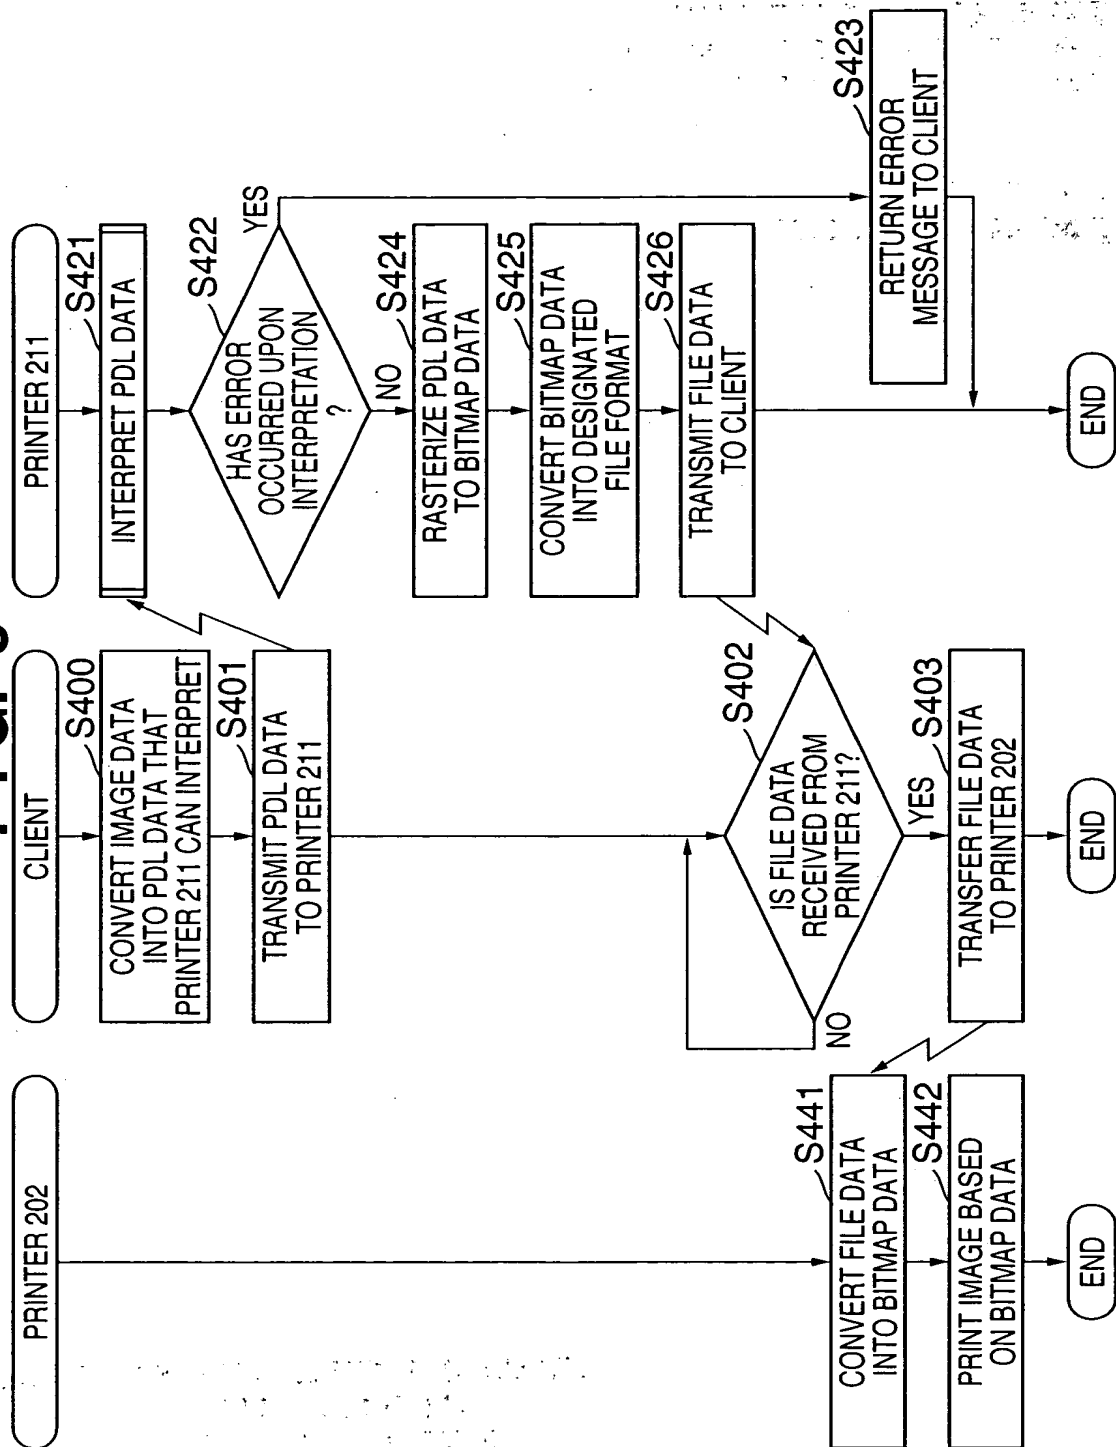 PRINTER 202
S441
CONVERT FILE DATA
INTO BITMAP DATA
S442
PRINT IMAGE BASED
ON BITMAP DATA
END
CLIENT
S400
CONVERT IMAGE DATA
INTO PDL DATA THAT
PRINTER 211 CAN INTERPRET
S401
TRANSMIT PDL DATA
TO PRINTER 211
S402
IS FILE DATA
RECEIVED FROM
PRINTER 211?
NO
YES
S403
TRANSFER FILE DATA
TO PRINTER 202
END
PRINTER 211
S421
INTERPRET PDL DATA
S422
HAS ERROR
OCCURRED UPON
INTERPRETATION
?
YES
NO
S424
RASTERIZE PDL DATA
TO BITMAP DATA
S425
CONVERT BITMAP DATA
INTO DESIGNATED
FILE FORMAT
S426
TRANSMIT FILE DATA
TO CLIENT
S423
RETURN ERROR
MESSAGE TO CLIENT
END